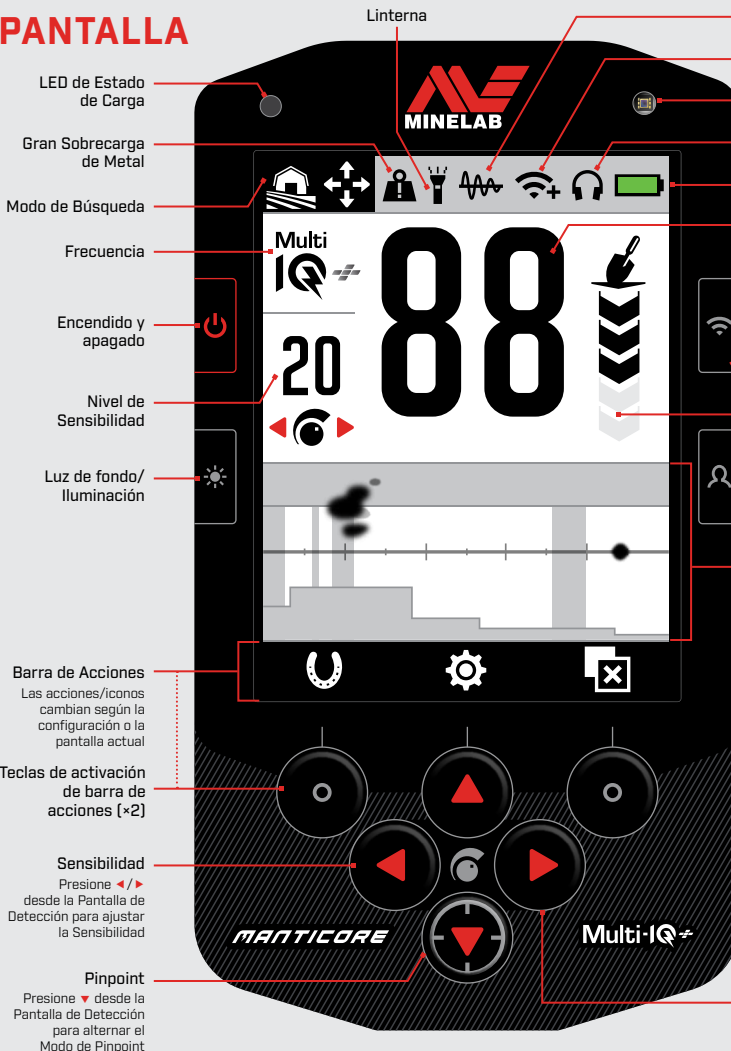 PANTALLA
Linterna
LED de Estado
de Carga
Gran Sobrecarga
de Metal
Modo de Búsqueda
Frecuencia
Encendido y
apagado
Nivel de
Sensibilidad
Luz de fondo/
Iluminación
Barra de Acciones
Las acciones/iconos
cambian según la
configuración o la
pantalla actual
Teclas de activación
de barra de
acciones (×2)
Sensibilidad
Presione ◀/▶
desde la Pantalla de
Detección para ajustar
la Sensibilidad
Pinpoint
Presione ▼ desde la
Pantalla de Detección
para alternar el
Modo de Pinpoint
MINELAB
Multi
IQ
88
20
MANTICORE
Multi-IQ+